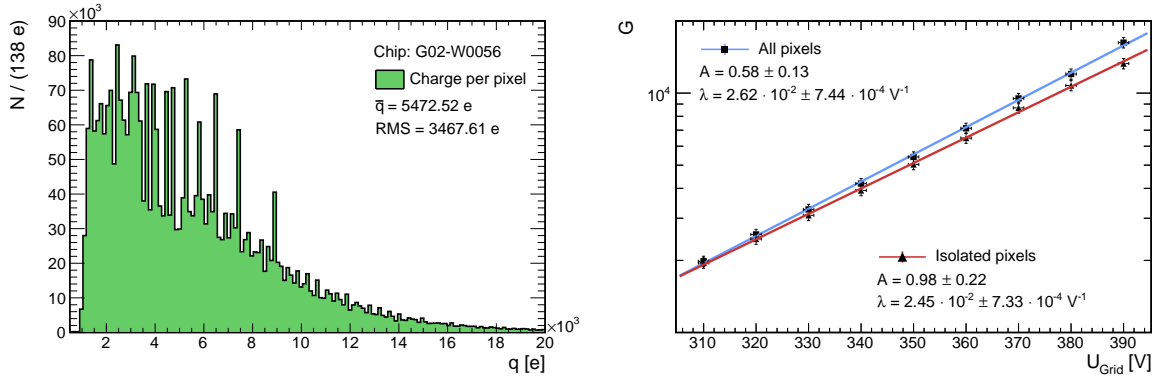 ×10³
90
80
70
60
50
40
30
20
10
0
N / (138 e)
Chip: G02-W0056
Charge per pixel
q̅ = 5472.52 e
RMS = 3467.61 e
2 4 6 8 10 12 14 16 18 20
×10³
q [e]
G
10⁴
All pixels
A = 0.58 ± 0.13
λ = 2.62 · 10⁻² ± 7.44 · 10⁻⁴ V⁻¹
Isolated pixels
A = 0.98 ± 0.22
λ = 2.45 · 10⁻² ± 7.33 · 10⁻⁴ V⁻¹
310 320 330 340 350 360 370 380 390
U_Grid [V]